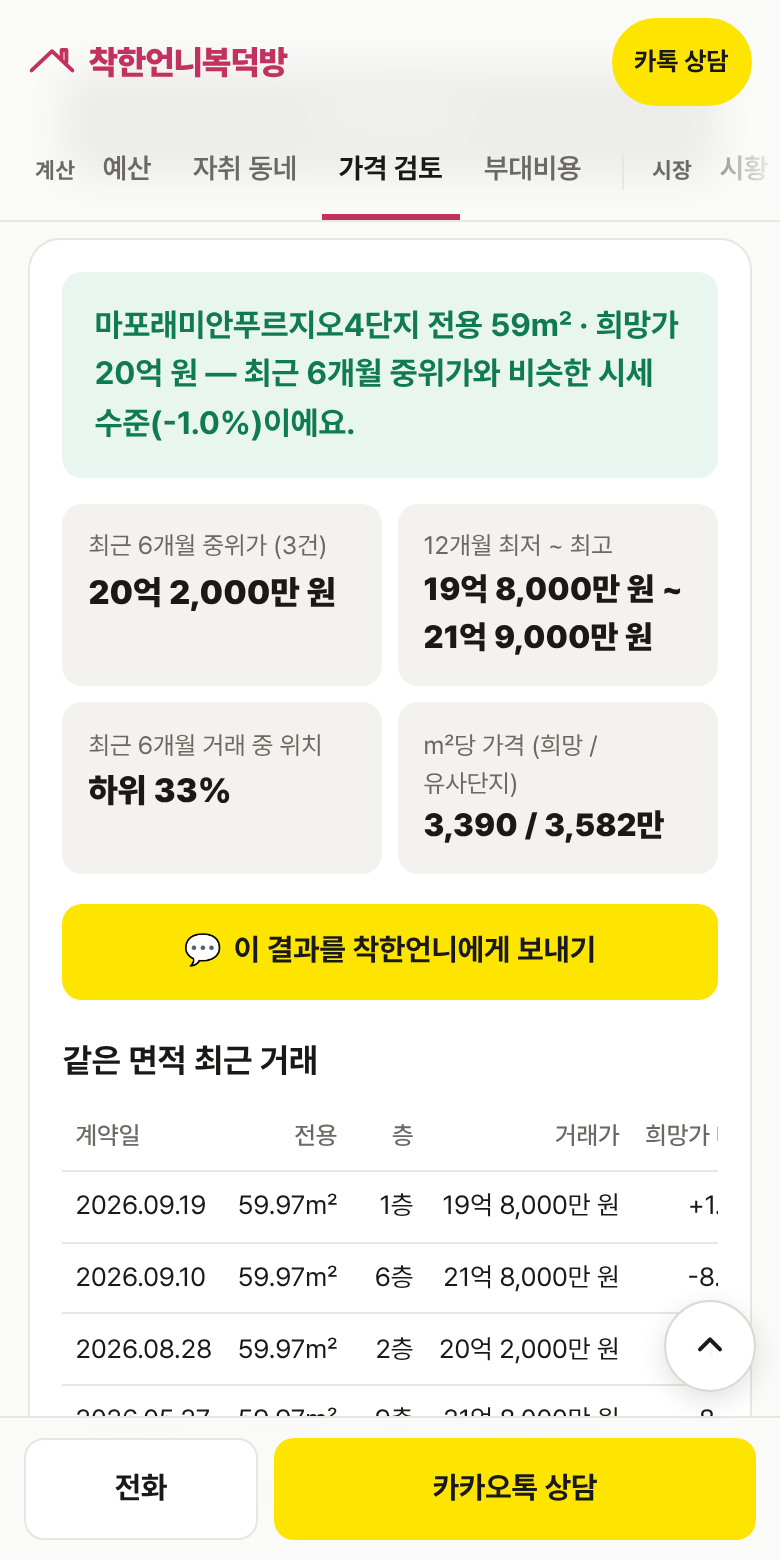 착한언니복덕방
카톡 상담
계산 예산 자취 동네 가격 검토 부대비용 시장 시황
마포래미안푸르지오4단지 전용 59m² · 희망가
20억 원 — 최근 6개월 중위가와 비슷한 시세
수준(-1.0%)이에요.
최근 6개월 중위가 (3건)
20억 2,000만 원
12개월 최저 ~ 최고
19억 8,000만 원 ~
21억 9,000만 원
최근 6개월 거래 중 위치
하위 33%
m²당 가격 (희망 /
유사단지)
3,390 / 3,582만
이 결과를 착한언니에게 보내기
같은 면적 최근 거래
계약일 전용 층 거래가 희망가
2026.09.19 59.97m² 1층 19억 8,000만 원 +1.
2026.09.10 59.97m² 6층 21억 8,000만 원 -8.
2026.08.28 59.97m² 2층 20억 2,000만 원
전화
카카오톡 상담